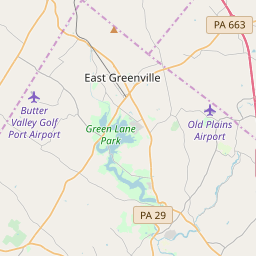 PA 663
East Greenville
Butter
Valley Golf
Port Airport
Old Plains
Airport
Green Lane
Park
PA 29